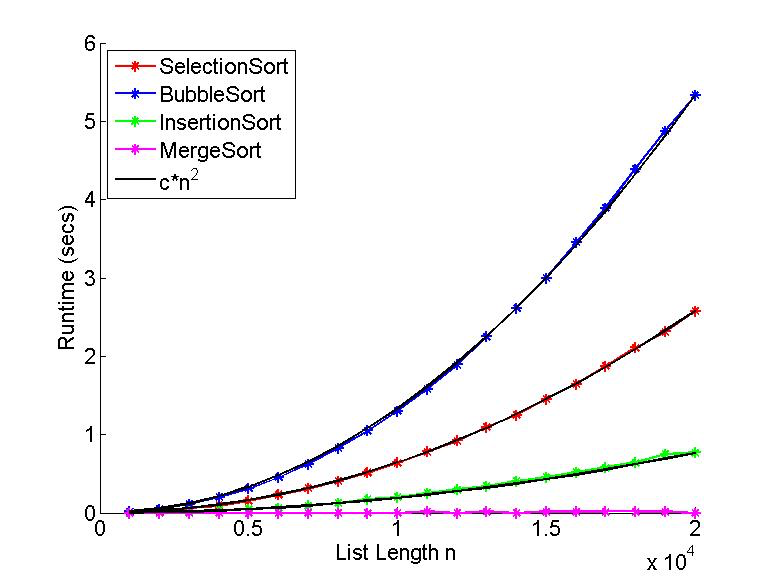 6
5
4
3
2
1
0
Runtime (secs)
SelectionSort
BubbleSort
InsertionSort
MergeSort
c*n²
0 0.5 1 1.5 2
List Length n
x 10⁴